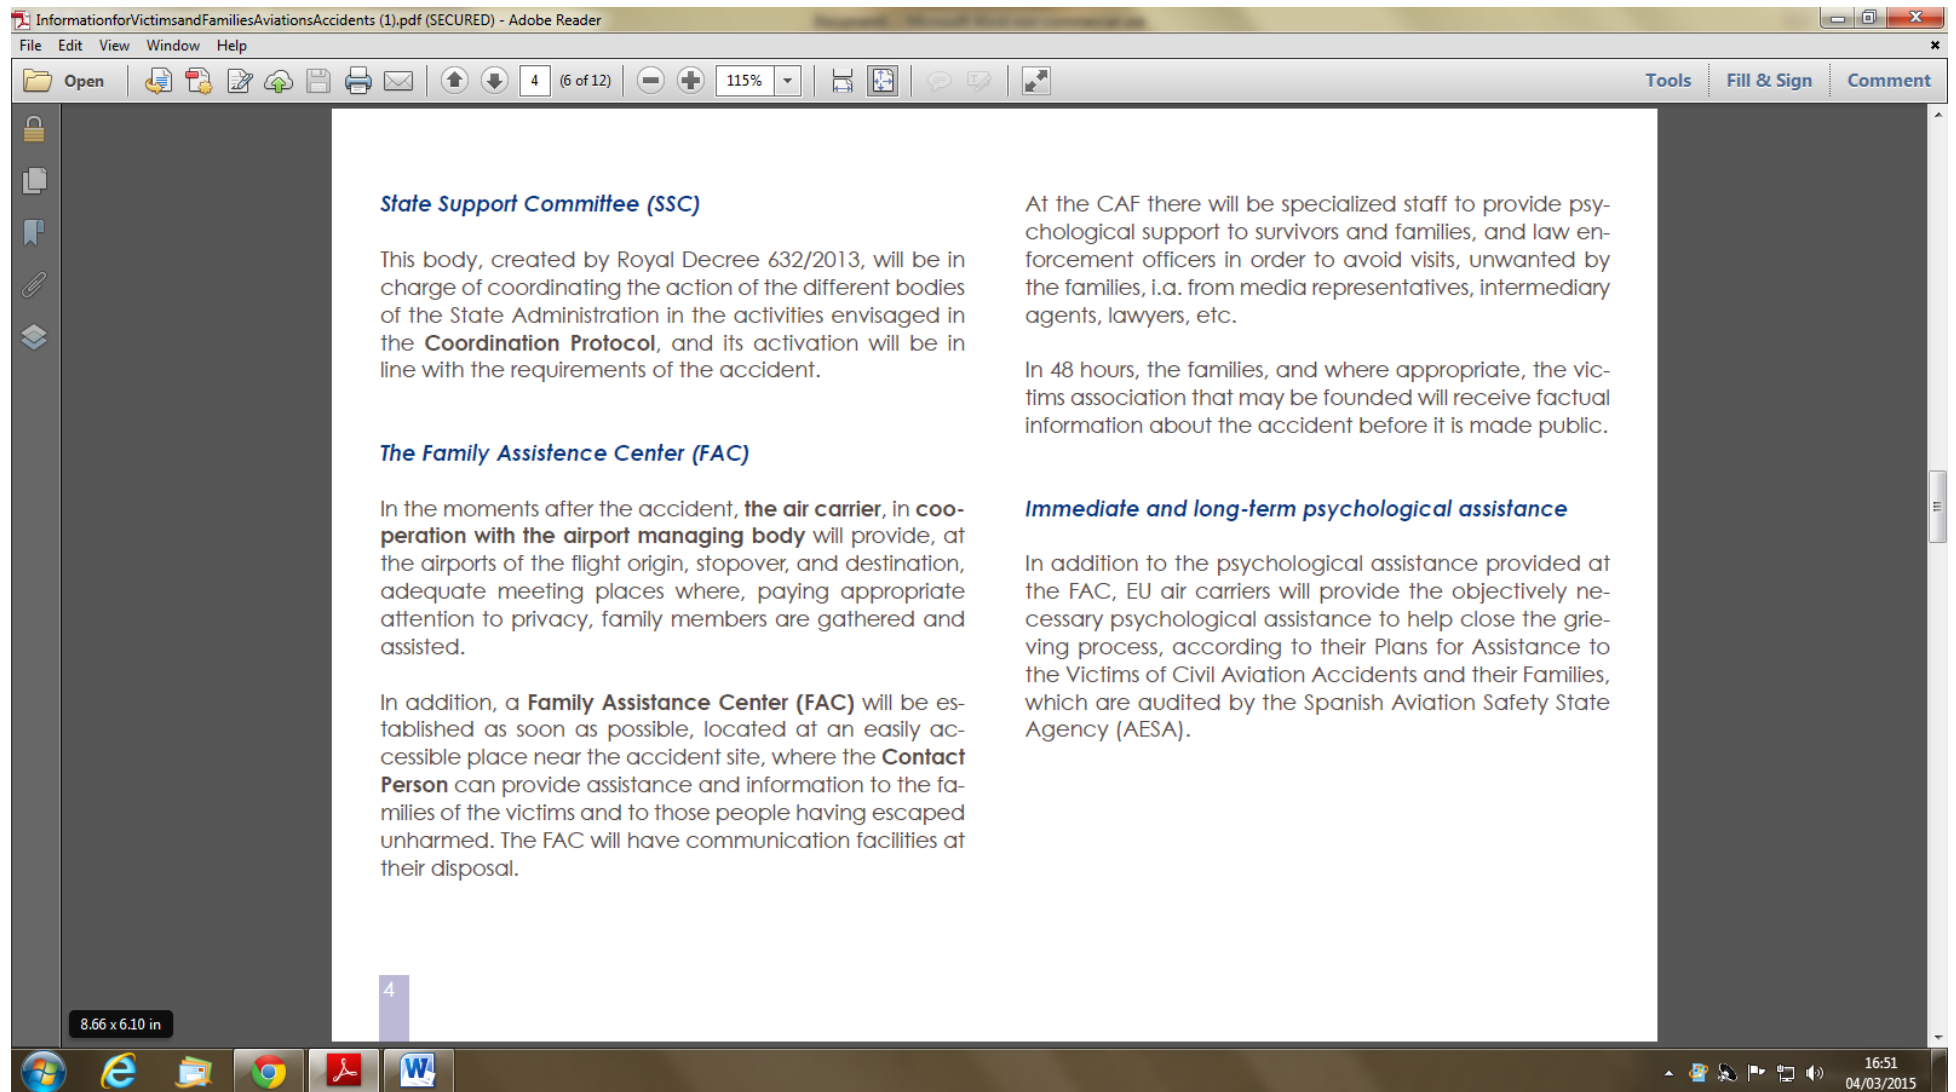 InformationforVictimsandFamiliesAviationsAccidents (1).pdf (SECURED) - Adobe Reader
File Edit View Window Help
Open 4 (6 of 12) 115% Tools Fill & Sign Comment
State Support Committee (SSC)
This body, created by Royal Decree 632/2013, will be in
charge of coordinating the action of the different bodies
of the State Administration in the activities envisaged in
the Coordination Protocol, and its activation will be in
line with the requirements of the accident.
The Family Assistence Center (FAC)
In the moments after the accident, the air carrier, in coo-
peration with the airport managing body will provide, at
the airports of the flight origin, stopover, and destination,
adequate meeting places where, paying appropriate
attention to privacy, family members are gathered and
assisted.
In addition, a Family Assistance Center (FAC) will be es-
tablished as soon as possible, located at an easily ac-
cessible place near the accident site, where the Contact
Person can provide assistance and information to the fa-
milies of the victims and to those people having escaped
unharmed. The FAC will have communication facilities at
their disposal.
At the CAF there will be specialized staff to provide psy-
chological support to survivors and families, and law en-
forcement officers in order to avoid visits, unwanted by
the families, i.a. from media representatives, intermediary
agents, lawyers, etc.
In 48 hours, the families, and where appropriate, the vic-
tims association that may be founded will receive factual
information about the accident before it is made public.
Immediate and long-term psychological assistance
In addition to the psychological assistance provided at
the FAC, EU air carriers will provide the objectively ne-
cessary psychological assistance to help close the grie-
ving process, according to their Plans for Assistance to
the Victims of Civil Aviation Accidents and their Families,
which are audited by the Spanish Aviation Safety State
Agency (AESA).
4
8.66 x 6.10 in
16:51
04/03/2015